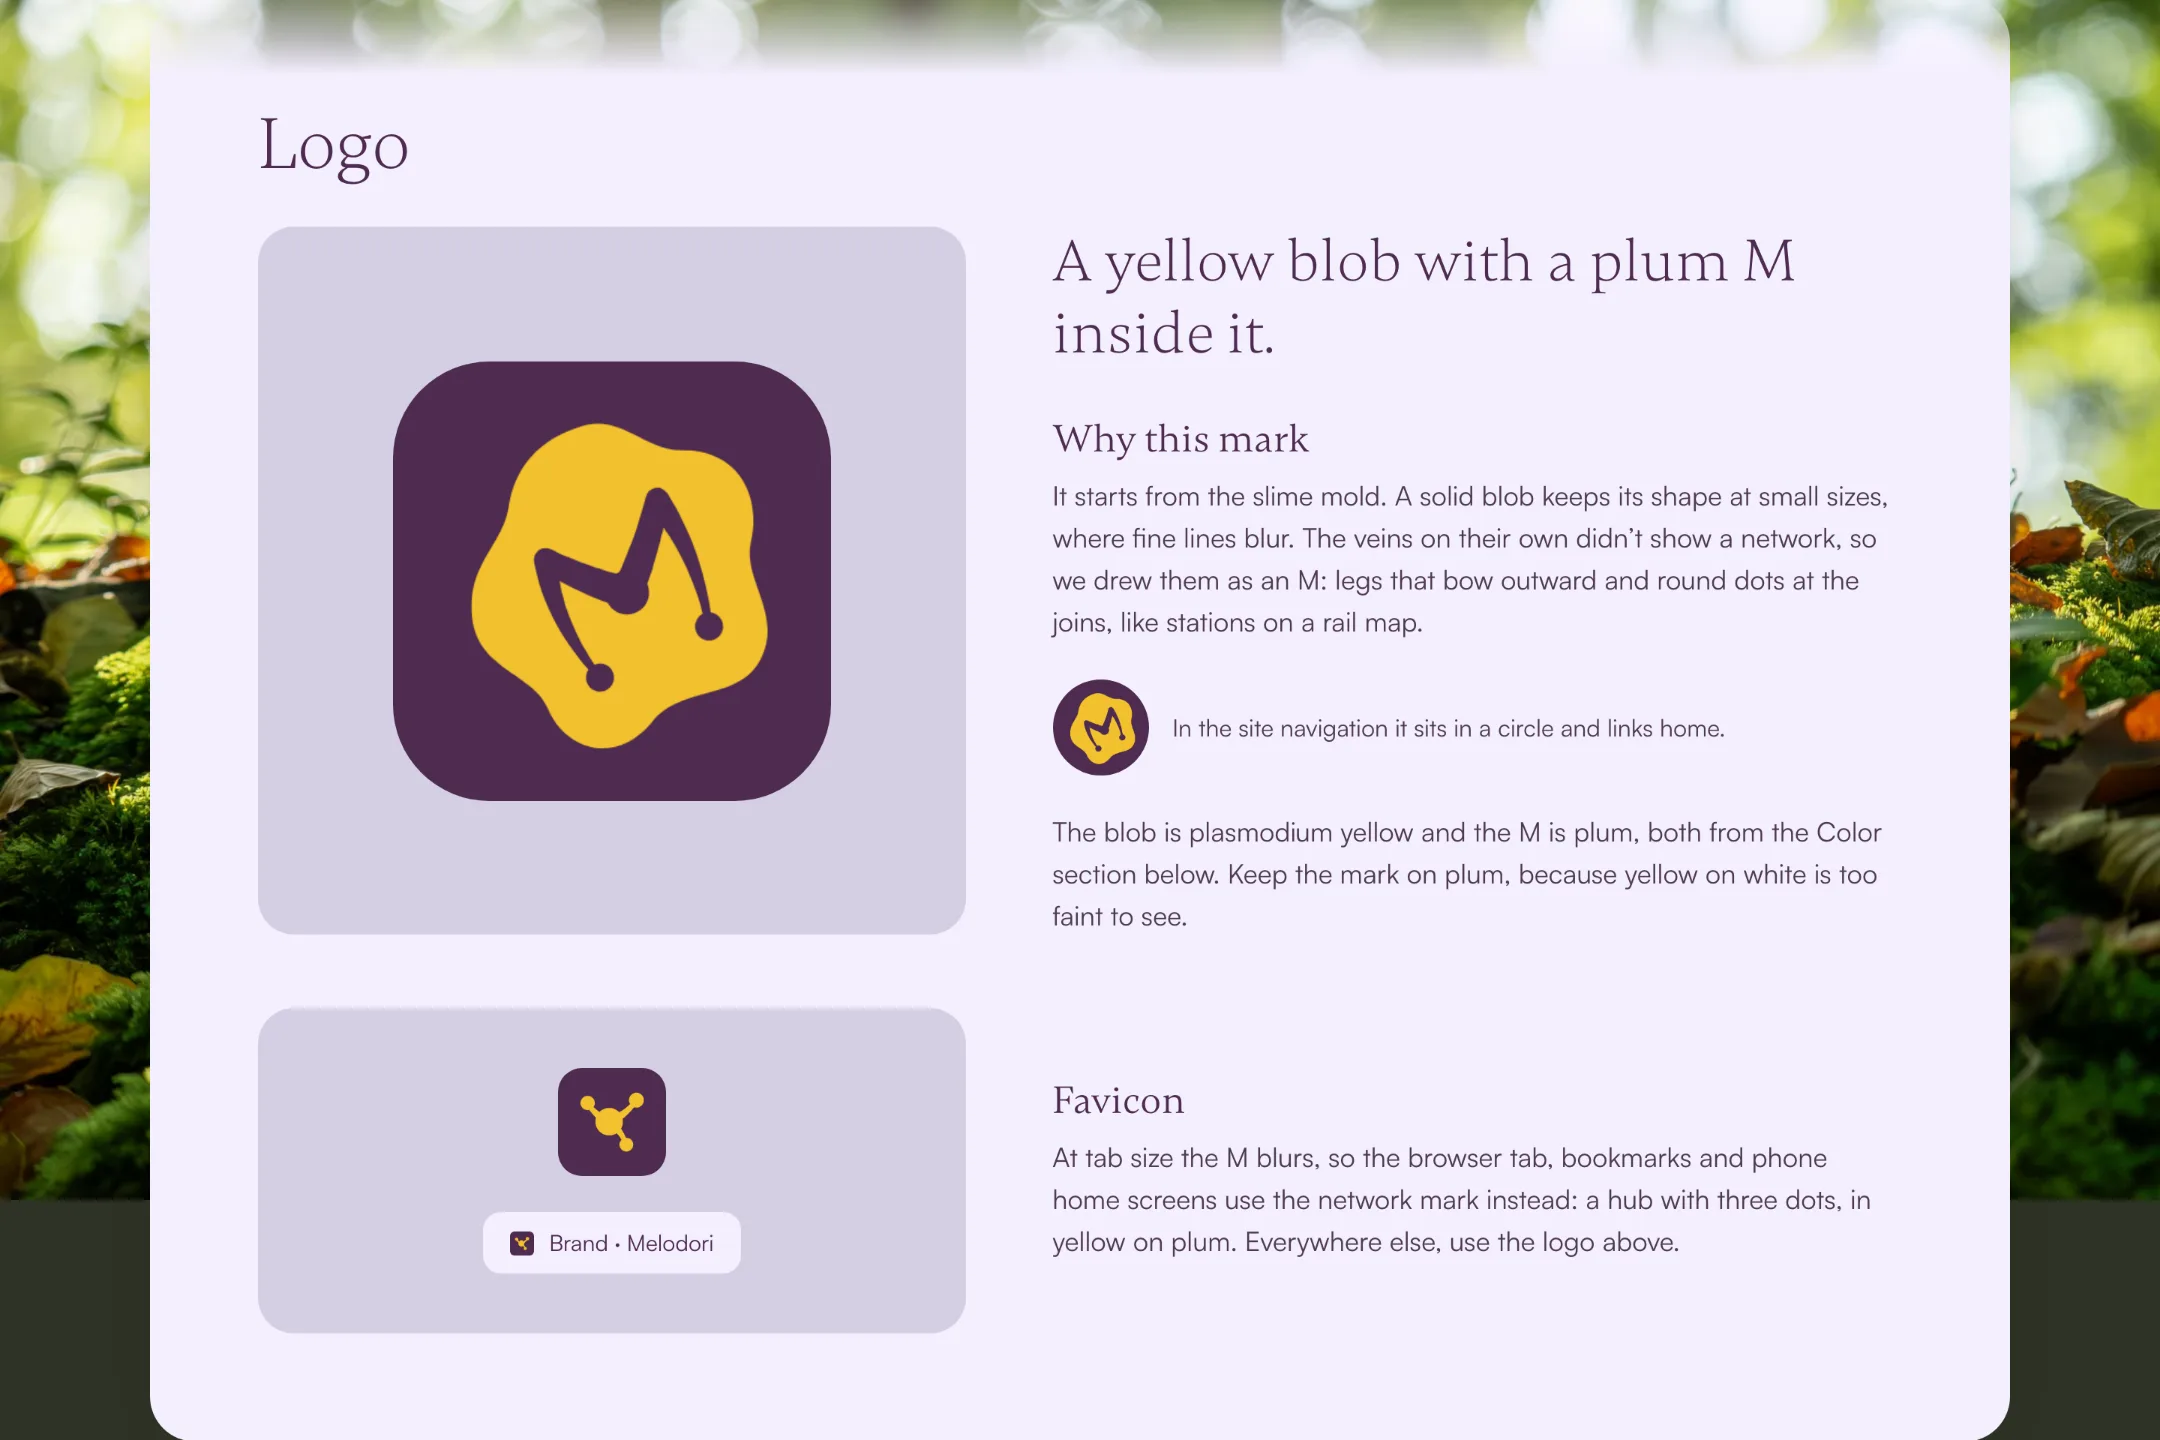 Logo
A yellow blob with a plum M
inside it.
Why this mark
It starts from the slime mold. A solid blob keeps its shape at small sizes,
where fine lines blur. The veins on their own didn’t show a network, so
we drew them as an M: legs that bow outward and round dots at the
joins, like stations on a rail map.
In the site navigation it sits in a circle and links home.
The blob is plasmodium yellow and the M is plum, both from the Color
section below. Keep the mark on plum, because yellow on white is too
faint to see.
Brand · Melodori
Favicon
At tab size the M blurs, so the browser tab, bookmarks and phone
home screens use the network mark instead: a hub with three dots, in
yellow on plum. Everywhere else, use the logo above.